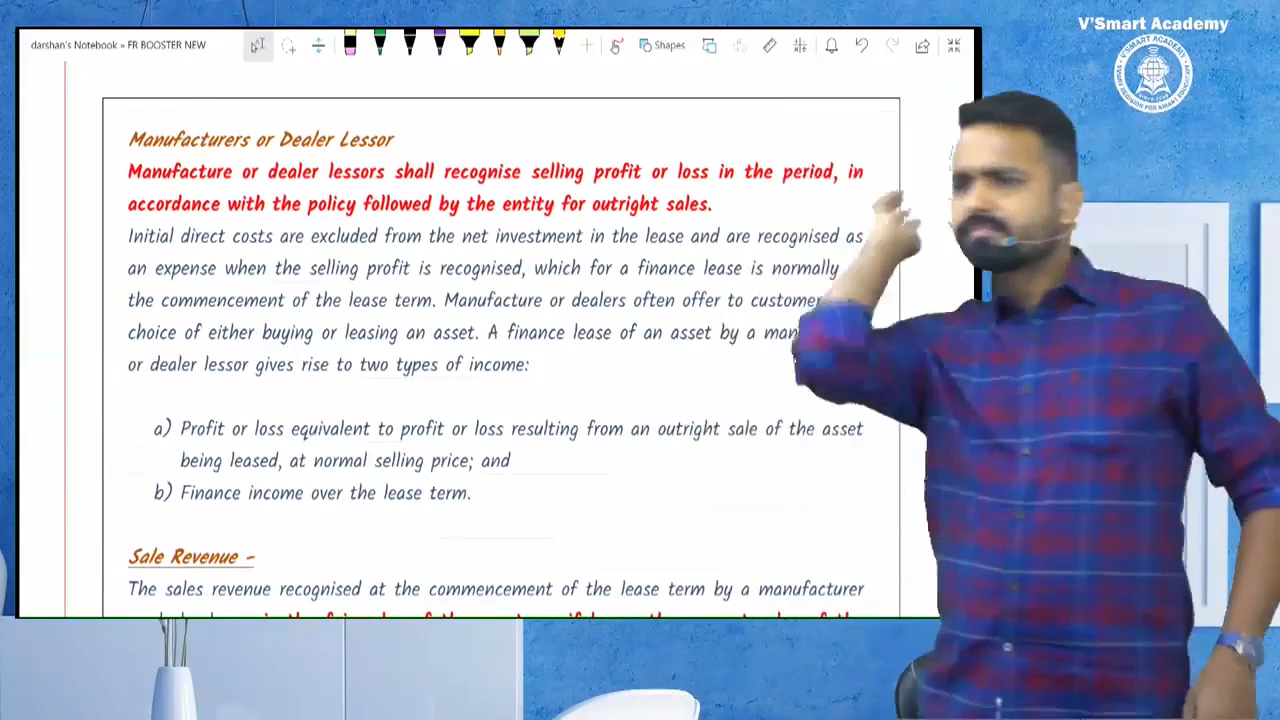 V'Smart Academy
darshan's Notebook » FR BOOSTER NEW
Shapes
Manufacturers or Dealer Lessor
Manufacture or dealer lessors shall recognise selling profit or loss in the period, in
accordance with the policy followed by the entity for outright sales.
Initial direct costs are excluded from the net investment in the lease and are recognised as
an expense when the selling profit is recognised, which for a finance lease is normally
the commencement of the lease term. Manufacture or dealers often offer to
choice of either buying or leasing an asset. A finance lease of an asset by a
or dealer lessor gives rise to two types of income:
a) Profit or loss equivalent to profit or loss resulting from an outright sale of the asset
being leased, at normal selling price; and
b) Finance income over the lease term.
Sale Revenue -
The sales revenue recognised at the commencement of the lease term by a manufacturer